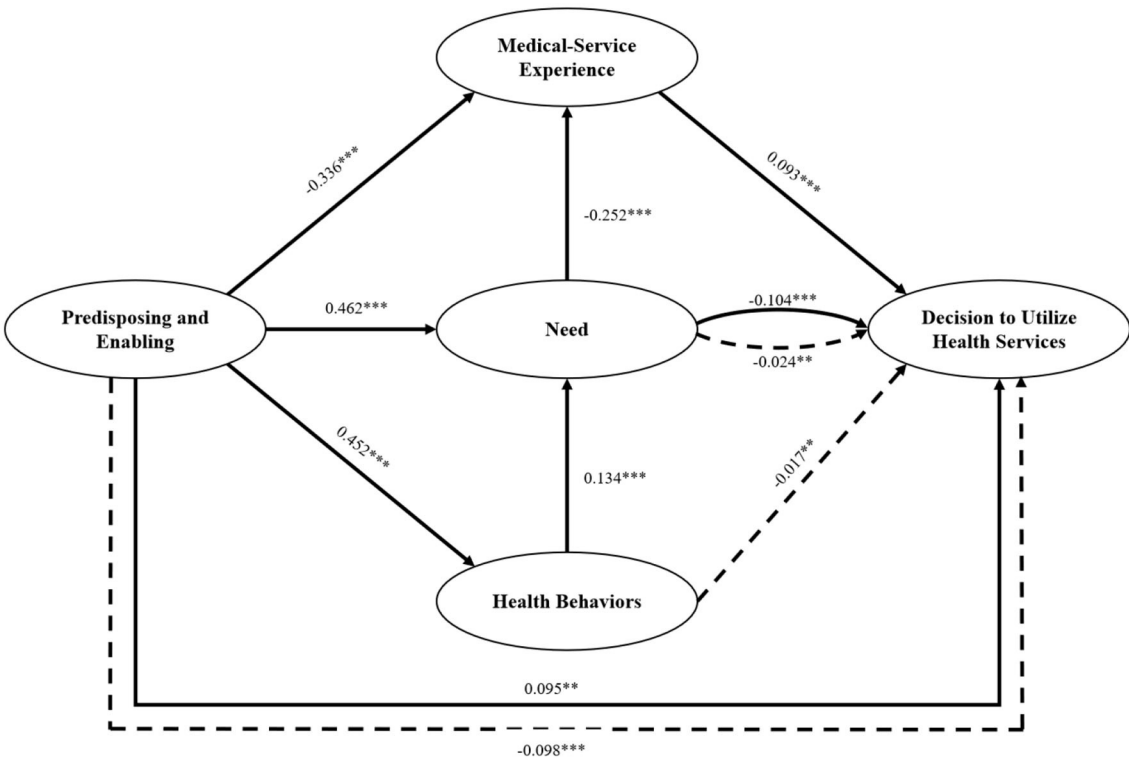 Medical-Service
Experience
-0.336***
0.093***
-0.252***
Predisposing and
Enabling
0.462***
Need
-0.104***
-0.024**
Decision to Utilize
Health Services
0.452***
0.134***
-0.017**
Health Behaviors
0.095**
-0.098***